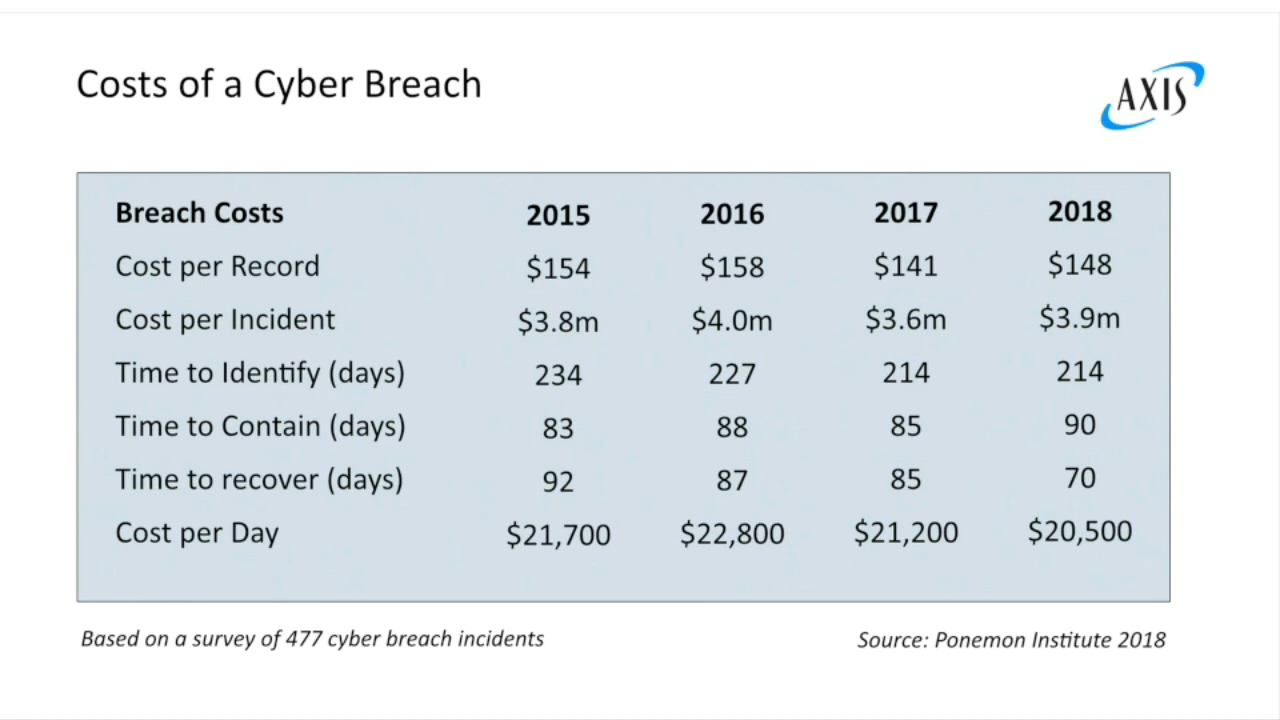 Costs of a Cyber Breach
AXIS
Breach Costs 2015 2016 2017 2018
Cost per Record $154 $158 $141 $148
Cost per Incident $3.8m $4.0m $3.6m $3.9m
Time to Identify (days) 234 227 214 214
Time to Contain (days) 83 88 85 90
Time to recover (days) 92 87 85 70
Cost per Day $21,700 $22,800 $21,200 $20,500
Based on a survey of 477 cyber breach incidents
Source: Ponemon Institute 2018